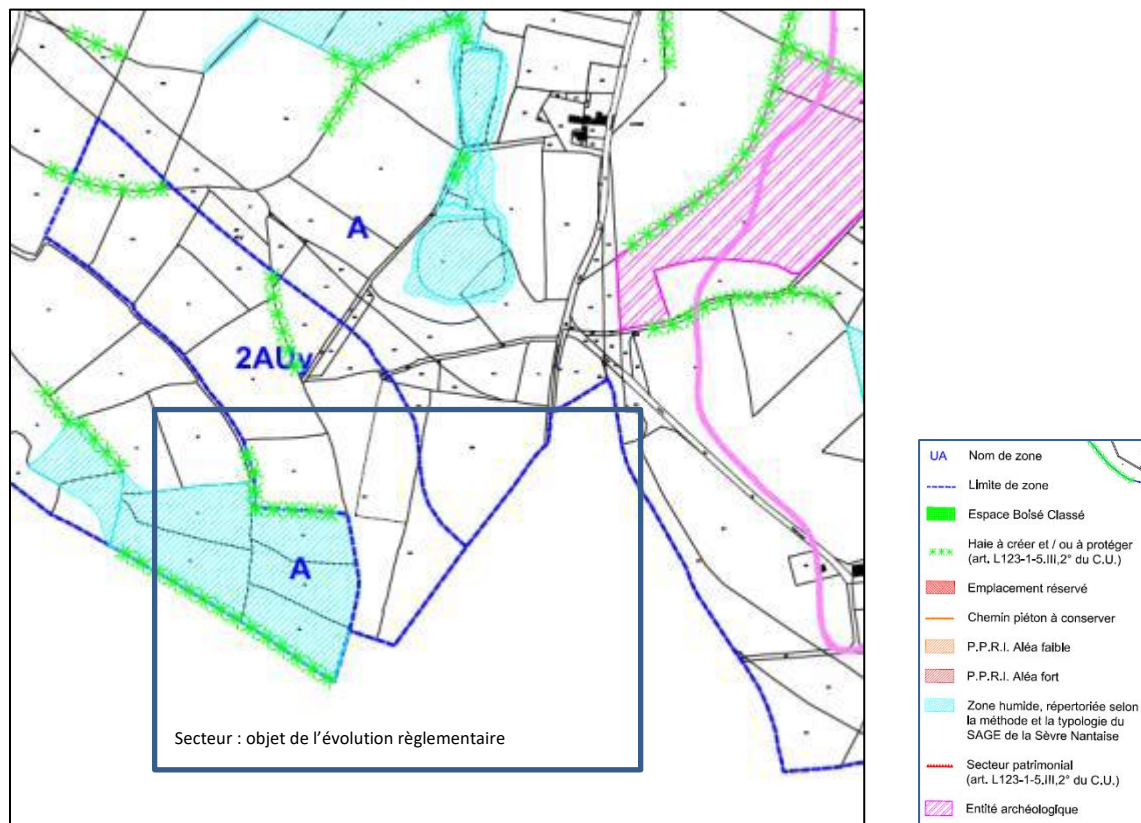 A
2AUy
A
Secteur : objet de l’évolution règlementaire
UA Nom de zone
Limite de zone
Espace Boisé Classé
Haie à créer et / ou à protéger
(art. L123-1-5.III,2° du C.U.)
Emplacement réservé
Chemin piéton à conserver
P.P.R.I. Aléa faible
P.P.R.I. Aléa fort
Zone humide, répertoriée selon
la méthode et la typologie du
SAGE de la Sèvre Nantaise
Secteur patrimonial
(art. L123-1-5.III,2° du C.U.)
Entité archéologique